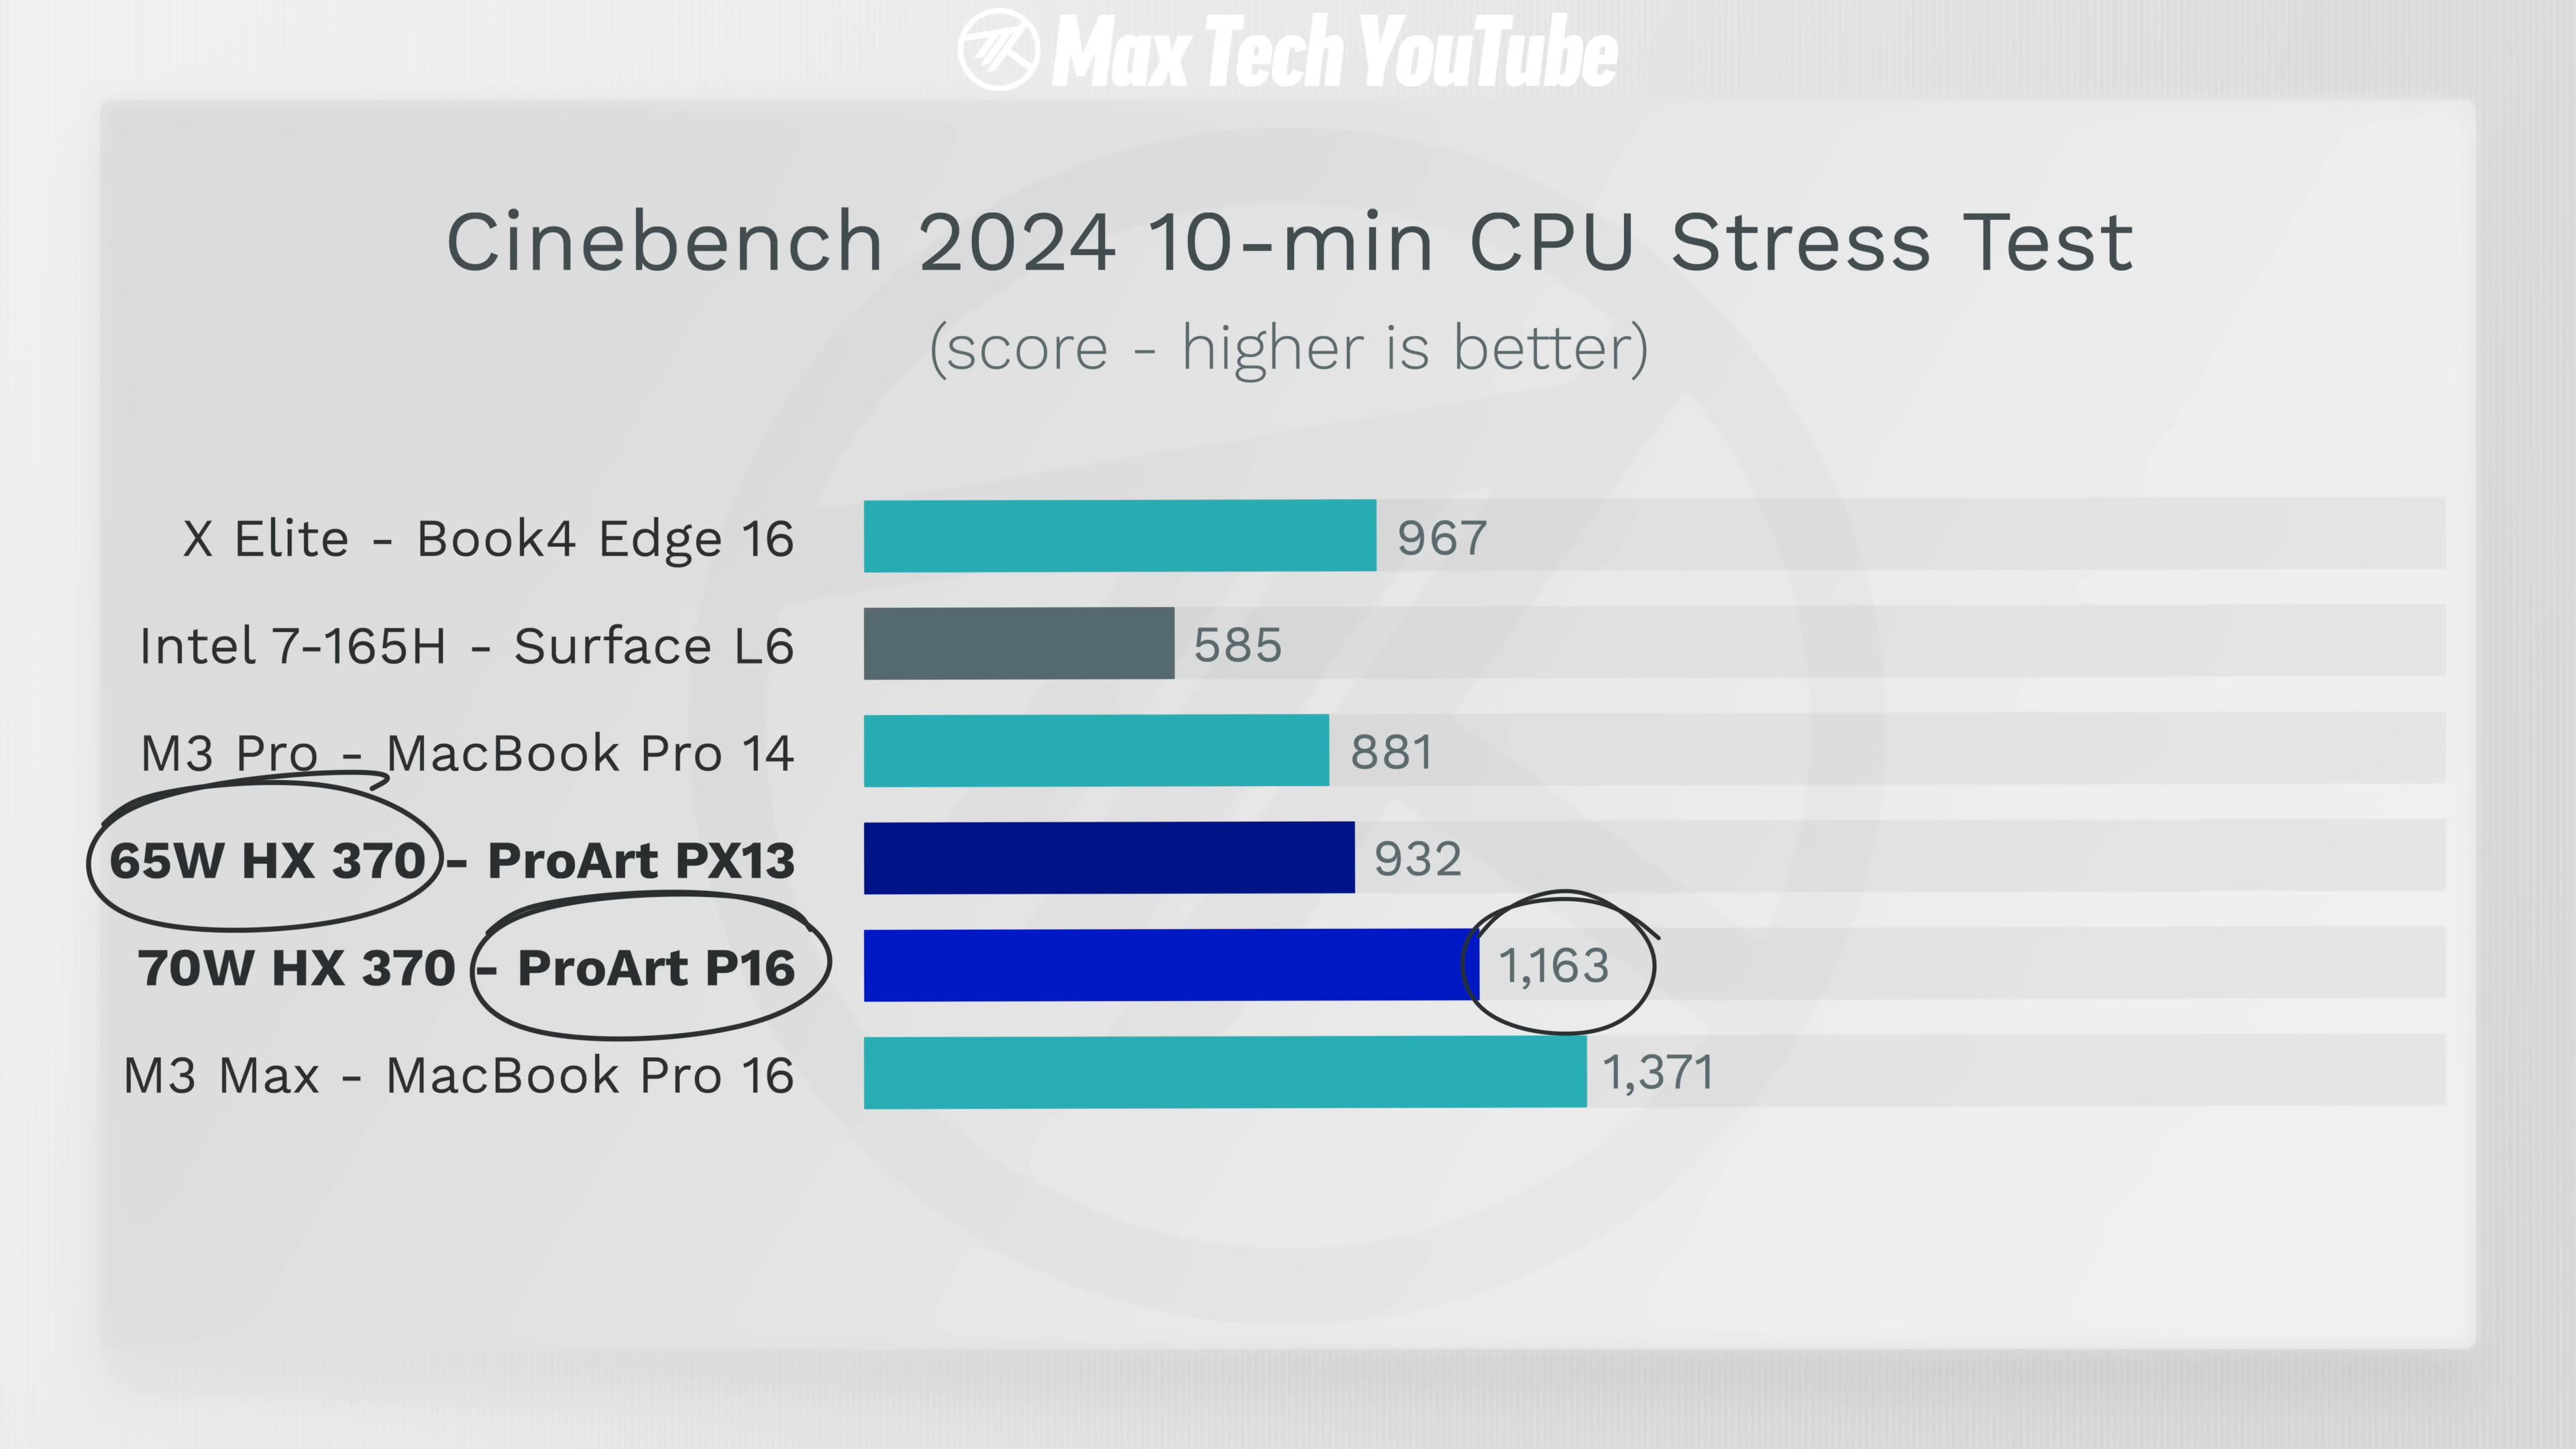 Max Tech YouTube
Cinebench 2024 10-min CPU Stress Test
(score - higher is better)
X Elite - Book4 Edge 16 967
Intel 7-165H - Surface L6 585
M3 Pro - MacBook Pro 14 881
65W HX 370 - ProArt PX13 932
70W HX 370 - ProArt P16 1,163
M3 Max - MacBook Pro 16 1,371